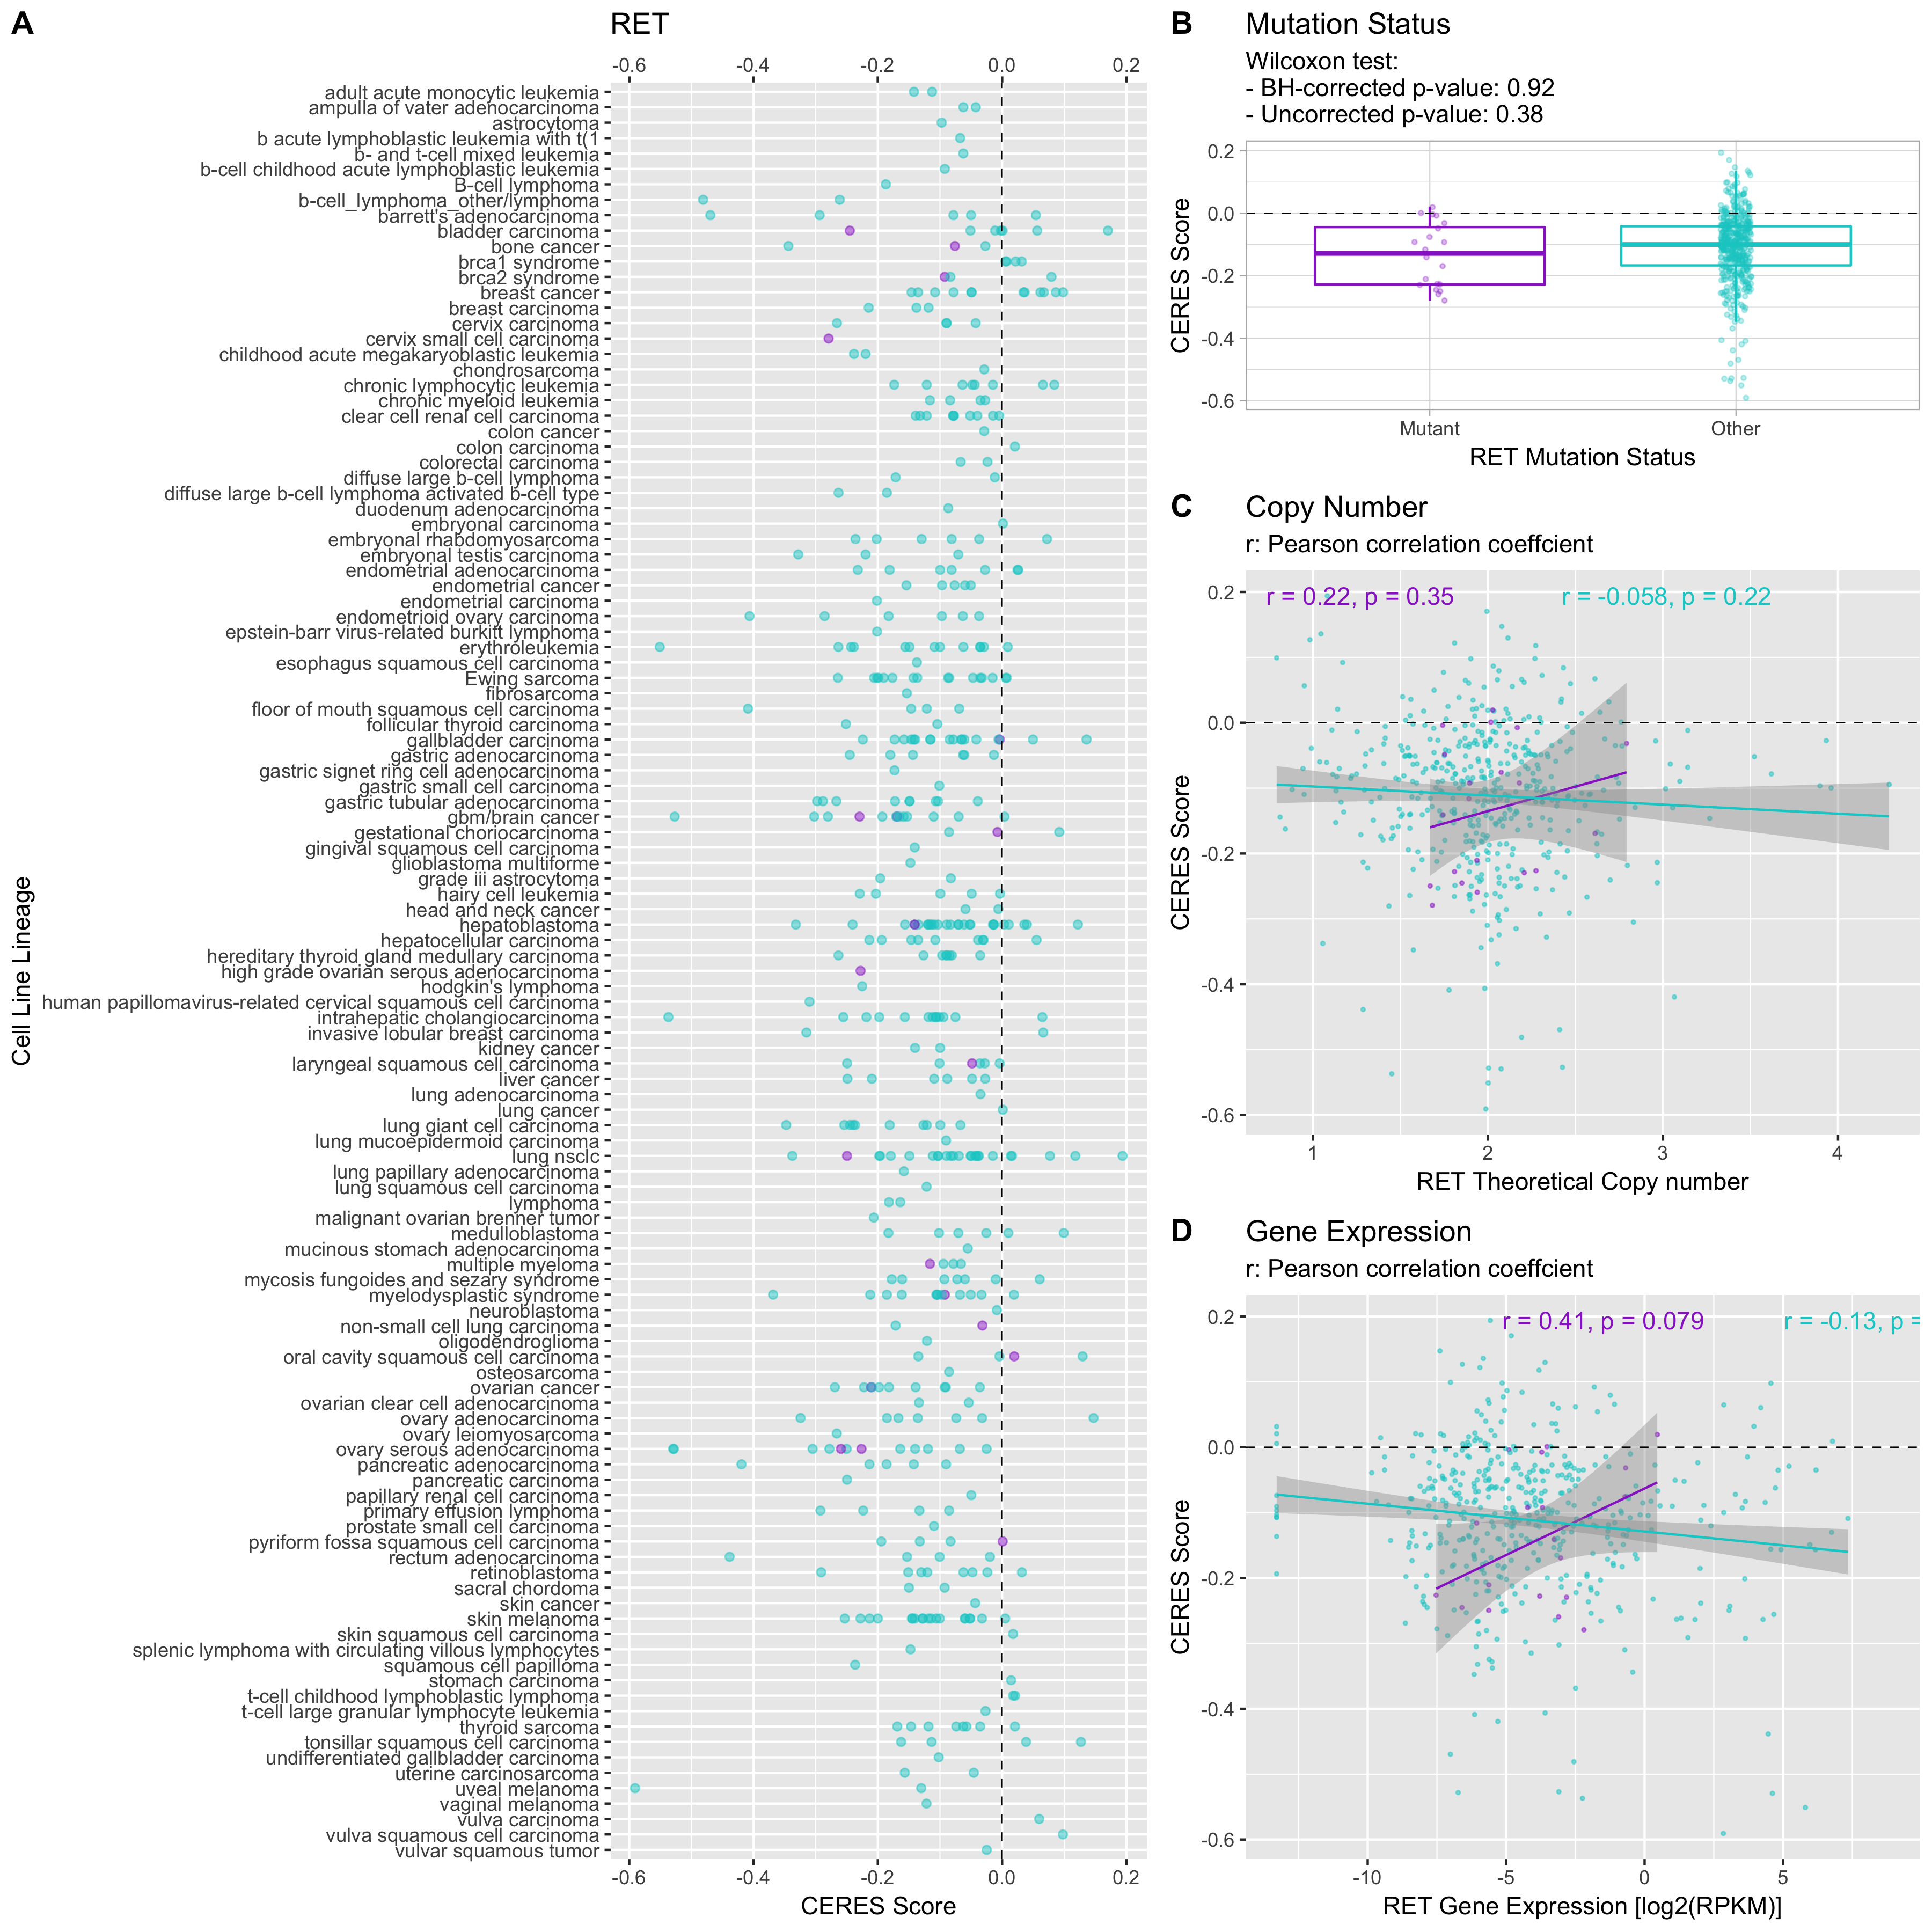 A
RET
-0.6 -0.4 -0.2 0.0 0.2
adult acute monocytic leukemia
ampulla of vater adenocarcinoma
astrocytoma
b acute lymphoblastic leukemia with t(1
b- and t-cell mixed leukemia
b-cell childhood acute lymphoblastic leukemia
B-cell lymphoma
b-cell_lymphoma_other/lymphoma
barrett's adenocarcinoma
bladder carcinoma
bone cancer
brca1 syndrome
brca2 syndrome
breast cancer
breast carcinoma
cervix carcinoma
cervix small cell carcinoma
childhood acute megakaryoblastic leukemia
chondrosarcoma
chronic lymphocytic leukemia
chronic myeloid leukemia
clear cell renal cell carcinoma
colon cancer
colon carcinoma
colorectal carcinoma
diffuse large b-cell lymphoma
diffuse large b-cell lymphoma activated b-cell type
duodenum adenocarcinoma
embryonal carcinoma
embryonal rhabdomyosarcoma
embryonal testis carcinoma
endometrial adenocarcinoma
endometrial cancer
endometrial carcinoma
endometrioid ovary carcinoma
epstein-barr virus-related burkitt lymphoma
erythroleukemia
esophagus squamous cell carcinoma
Ewing sarcoma
fibrosarcoma
floor of mouth squamous cell carcinoma
follicular thyroid carcinoma
gallbladder carcinoma
gastric adenocarcinoma
gastric signet ring cell adenocarcinoma
gastric small cell carcinoma
gastric tubular adenocarcinoma
gbm/brain cancer
gestational choriocarcinoma
gingival squamous cell carcinoma
glioblastoma multiforme
grade iii astrocytoma
hairy cell leukemia
head and neck cancer
hepatoblastoma
hepatocellular carcinoma
hereditary thyroid gland medullary carcinoma
high grade ovarian serous adenocarcinoma
hodgkin's lymphoma
human papillomavirus-related cervical squamous cell carcinoma
intrahepatic cholangiocarcinoma
invasive lobular breast carcinoma
kidney cancer
laryngeal squamous cell carcinoma
liver cancer
lung adenocarcinoma
lung cancer
lung giant cell carcinoma
lung mucoepidermoid carcinoma
lung nsclc
lung papillary adenocarcinoma
lung squamous cell carcinoma
lymphoma
malignant ovarian brenner tumor
medulloblastoma
mucinous stomach adenocarcinoma
multiple myeloma
mycosis fungoides and sezary syndrome
myelodysplastic syndrome
neuroblastoma
non-small cell lung carcinoma
oligodendroglioma
oral cavity squamous cell carcinoma
osteosarcoma
ovarian cancer
ovarian clear cell adenocarcinoma
ovary adenocarcinoma
ovary leiomyosarcoma
ovary serous adenocarcinoma
pancreatic adenocarcinoma
pancreatic carcinoma
papillary renal cell carcinoma
primary effusion lymphoma
prostate small cell carcinoma
pyriform fossa squamous cell carcinoma
rectum adenocarcinoma
retinoblastoma
sacral chordoma
skin cancer
skin melanoma
skin squamous cell carcinoma
splenic lymphoma with circulating villous lymphocytes
squamous cell papilloma
stomach carcinoma
t-cell childhood lymphoblastic lymphoma
t-cell large granular lymphocyte leukemia
thyroid sarcoma
tonsillar squamous cell carcinoma
undifferentiated gallbladder carcinoma
uterine carcinosarcoma
uveal melanoma
vaginal melanoma
vulva carcinoma
vulva squamous cell carcinoma
vulvar squamous tumor
-0.6 -0.4 -0.2 0.0 0.2
CERES Score
Cell Line Lineage
B
Mutation Status
Wilcoxon test:
- BH-corrected p-value: 0.92
- Uncorrected p-value: 0.38
0.2
0.0
-0.2
-0.4
-0.6
CERES Score
Mutant Other
RET Mutation Status
C
Copy Number
r: Pearson correlation coeffcient
r = 0.22, p = 0.35 r = -0.058, p = 0.22
0.2
0.0
-0.2
-0.4
-0.6
CERES Score
1 2 3 4
RET Theoretical Copy number
D
Gene Expression
r: Pearson correlation coeffcient
r = 0.41, p = 0.079 r = -0.13, p =
0.2
0.0
-0.2
-0.4
-0.6
CERES Score
-10 -5 0 5
RET Gene Expression [log2(RPKM)]